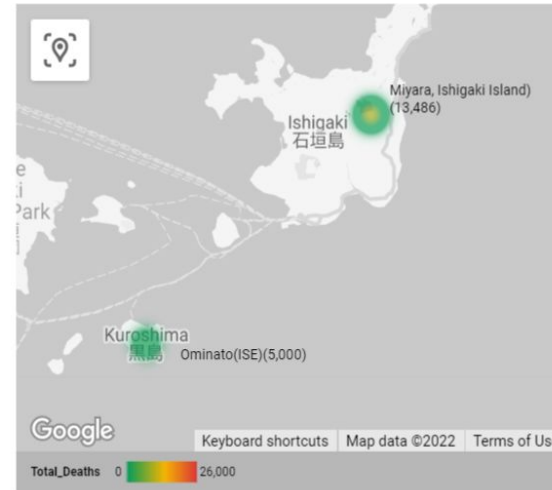 Miyara, Ishigaki Island)
(13,486)
Ishigaki
石垣島
e
Park
Kuroshima
黒島
Ominato(ISE)(5,000)
Google
Keyboard shortcuts Map data ©2022 Terms of Us
Total_Deaths 0 26,000